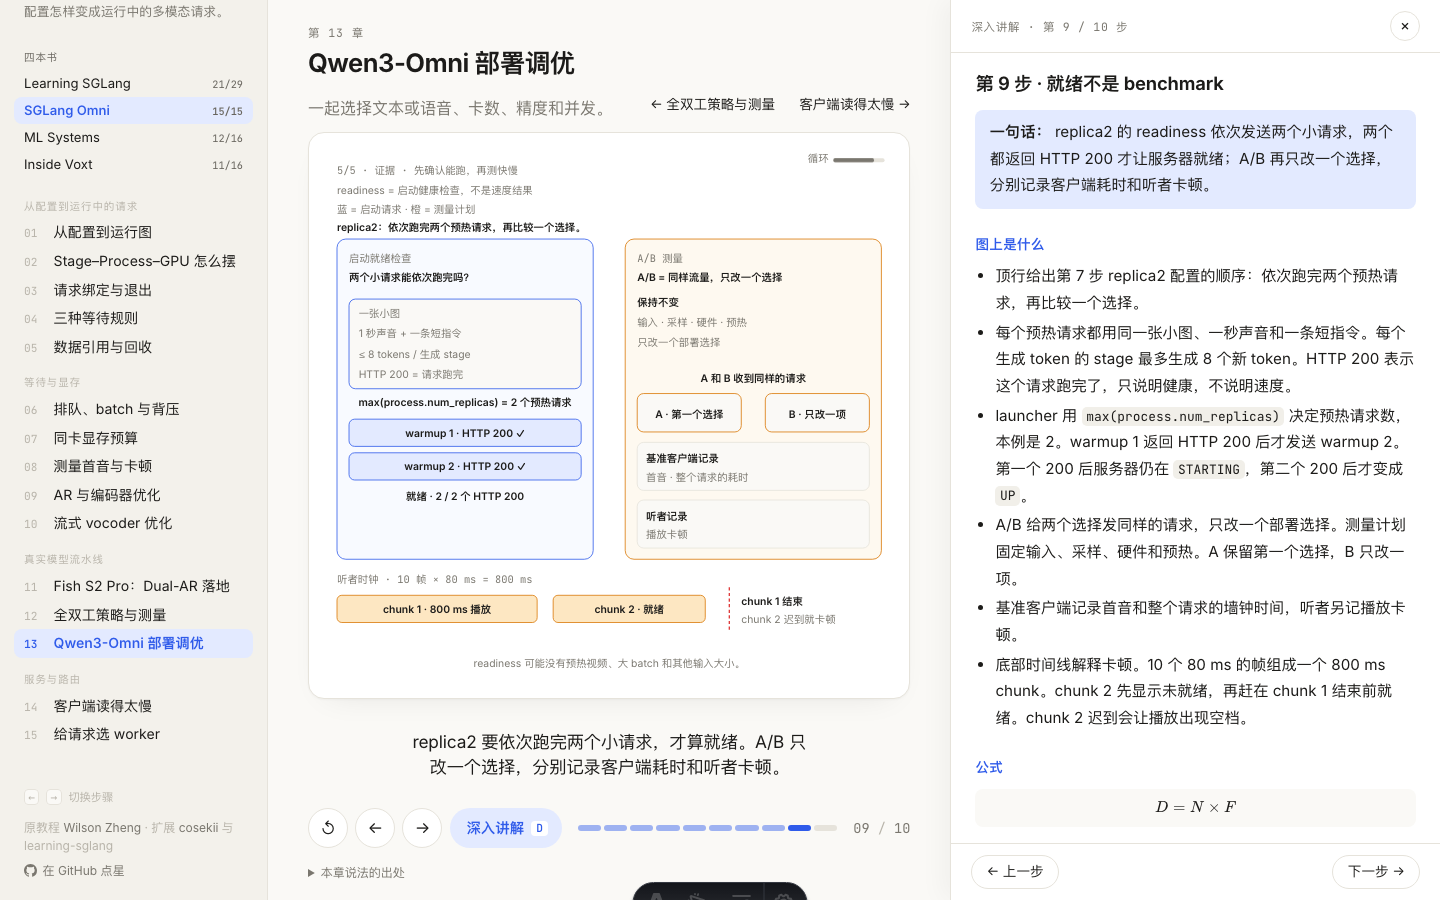 配置怎样变成运行中的多模态请求。
四本书
Learning SGLang 21/29
SGLang Omni 15/15
ML Systems 12/16
Inside Voxt 11/16
从配置到运行中的请求
01 从配置到运行图
02 Stage–Process–GPU 怎么摆
03 请求绑定与退出
04 三种等待规则
05 数据引用与回收
等待与显存
06 排队、batch 与背压
07 同卡显存预算
08 测量首音与卡顿
09 AR 与编码器优化
10 流式 vocoder 优化
真实模型流水线
11 Fish S2 Pro：Dual-AR 落地
12 全双工策略与测量
13 Qwen3-Omni 部署调优
服务与路由
14 客户端读得太慢
15 给请求选 worker
← → 切换步骤
原教程 Wilson Zheng · 扩展 cosekii 与
learning-sglang
在 GitHub 点星
第 13 章
Qwen3-Omni 部署调优
一起选择文本或语音、卡数、精度和并发。
← 全双工策略与测量 客户端读得太慢 →
循环
5/5 · 证据 · 先确认能跑，再测快慢
readiness = 启动健康检查，不是速度结果
蓝 = 启动请求 · 橙 = 测量计划
replica2：依次跑完两个预热请求，再比较一个选择。
启动就绪检查
两个小请求能依次跑完吗?
一张小图
1 秒声音 + 一条短指令
≤ 8 tokens / 生成 stage
HTTP 200 = 请求跑完
max(process.num_replicas) = 2 个预热请求
warmup 1 · HTTP 200 ✓
warmup 2 · HTTP 200 ✓
就绪 · 2 / 2 个 HTTP 200
A/B 测量
A/B = 同样流量，只改一个选择
保持不变
输入 · 采样 · 硬件 · 预热
只改一个部署选择
A 和 B 收到同样的请求
A · 第一个选择
B · 只改一项
基准客户端记录
首音 · 整个请求的耗时
听者记录
播放卡顿
听者时钟 · 10 帧 × 80 ms = 800 ms
chunk 1 · 800 ms 播放
chunk 2 · 就绪
chunk 1 结束
chunk 2 迟到就卡顿
readiness 可能没有预热视频、大 batch 和其他输入大小。
replica2 要依次跑完两个小请求，才算就绪。A/B 只
改一个选择，分别记录客户端耗时和听者卡顿。
← → 深入讲解 D 09 / 10
▶ 本章说法的出处
深入讲解 · 第 9 / 10 步
×
第 9 步 · 就绪不是 benchmark
一句话： replica2 的 readiness 依次发送两个小请求，两个
都返回 HTTP 200 才让服务器就绪；A/B 再只改一个选择，
分别记录客户端耗时和听者卡顿。
图上是什么
• 顶行给出第 7 步 replica2 配置的顺序：依次跑完两个预热请
求，再比较一个选择。
• 每个预热请求都用同一张小图、一秒声音和一条短指令。每个
生成 token 的 stage 最多生成 8 个新 token。HTTP 200 表示
这个请求跑完了，只说明健康，不说明速度。
• launcher 用 max(process.num_replicas) 决定预热请求数，
本例是 2。warmup 1 返回 HTTP 200 后才发送 warmup 2。
第一个 200 后服务器仍在 STARTING，第二个 200 后才变成
UP。
• A/B 给两个选择发同样的请求，只改一个部署选择。测量计划
固定输入、采样、硬件和预热。A 保留第一个选择，B 只改一
项。
• 基准客户端记录首音和整个请求的墙钟时间，听者另记播放卡
顿。
• 底部时间线解释卡顿。10 个 80 ms 的帧组成一个 800 ms
chunk。chunk 2 先显示未就绪，再赶在 chunk 1 结束前就
绪。chunk 2 迟到会让播放出现空档。
公式
D = N × F
← 上一步
下一步 →